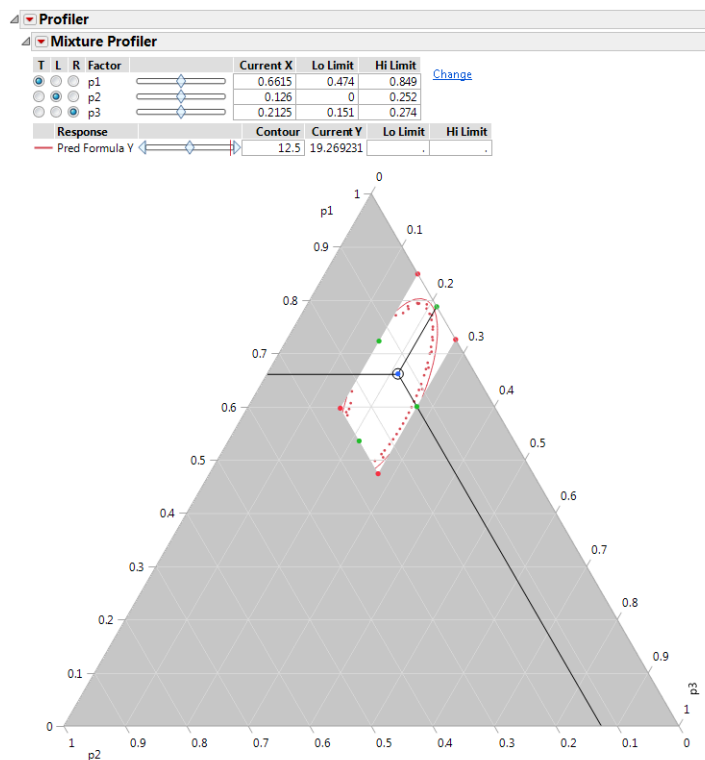 Profiler
Mixture Profiler
T L R Factor Current X Lo Limit Hi Limit
p1 0.6615 0.474 0.849 Change
p2 0.126 0 0.252
p3 0.2125 0.151 0.274
Response Contour Current Y Lo Limit Hi Limit
Pred Formula Y 12.5 19.269231 . .
0
1
p1
0.1
0.9
0.2
0.8
0.3
0.7
0.4
0.6
0.5
0.5
0.6
0.4
0.7
0.3
0.8
0.2
0.9
0.1
p3
1
0
1 0.9 0.8 0.7 0.6 0.5 0.4 0.3 0.2 0.1 0
p2